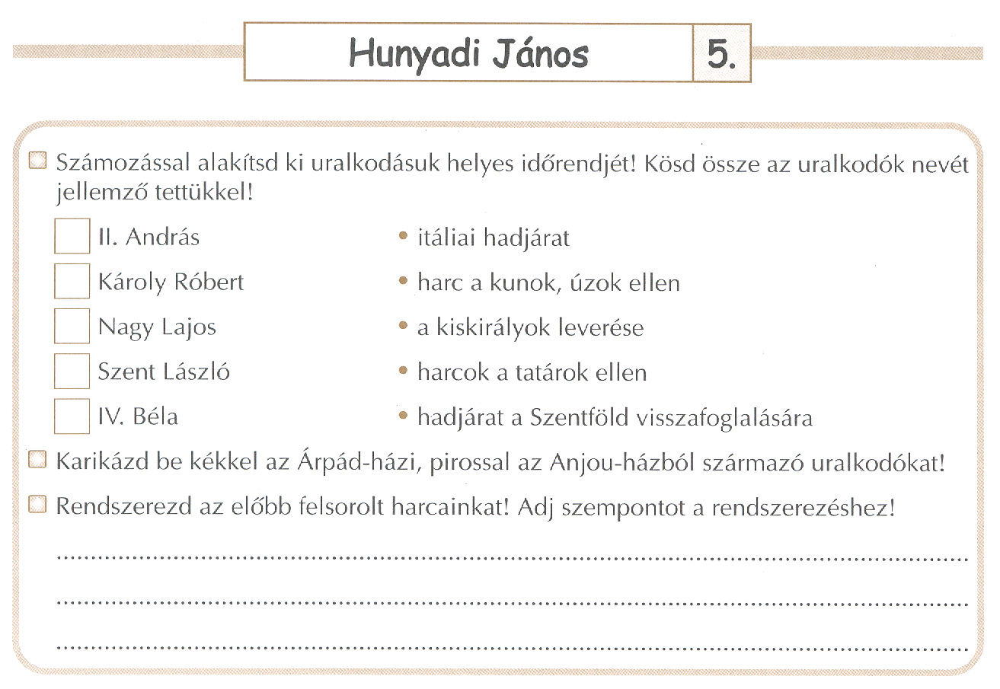 Hunyadi János 5.
Számozással alakítsd ki uralkodásuk helyes időrendjét! Kösd össze az uralkodók nevét
jellemző tettükkel!
II. András • itáliai hadjárat
Károly Róbert • harc a kunok, úzok ellen
Nagy Lajos • a kiskirályok leverése
Szent László • harcok a tatárok ellen
IV. Béla • hadjárat a Szentföld visszafoglalására
Karikázd be kékkel az Árpád-házi, pirossal az Anjou-házból származó uralkodókat!
Rendszerezd az előbb felsorolt harcainkat! Adj szempontot a rendszerezéshez!